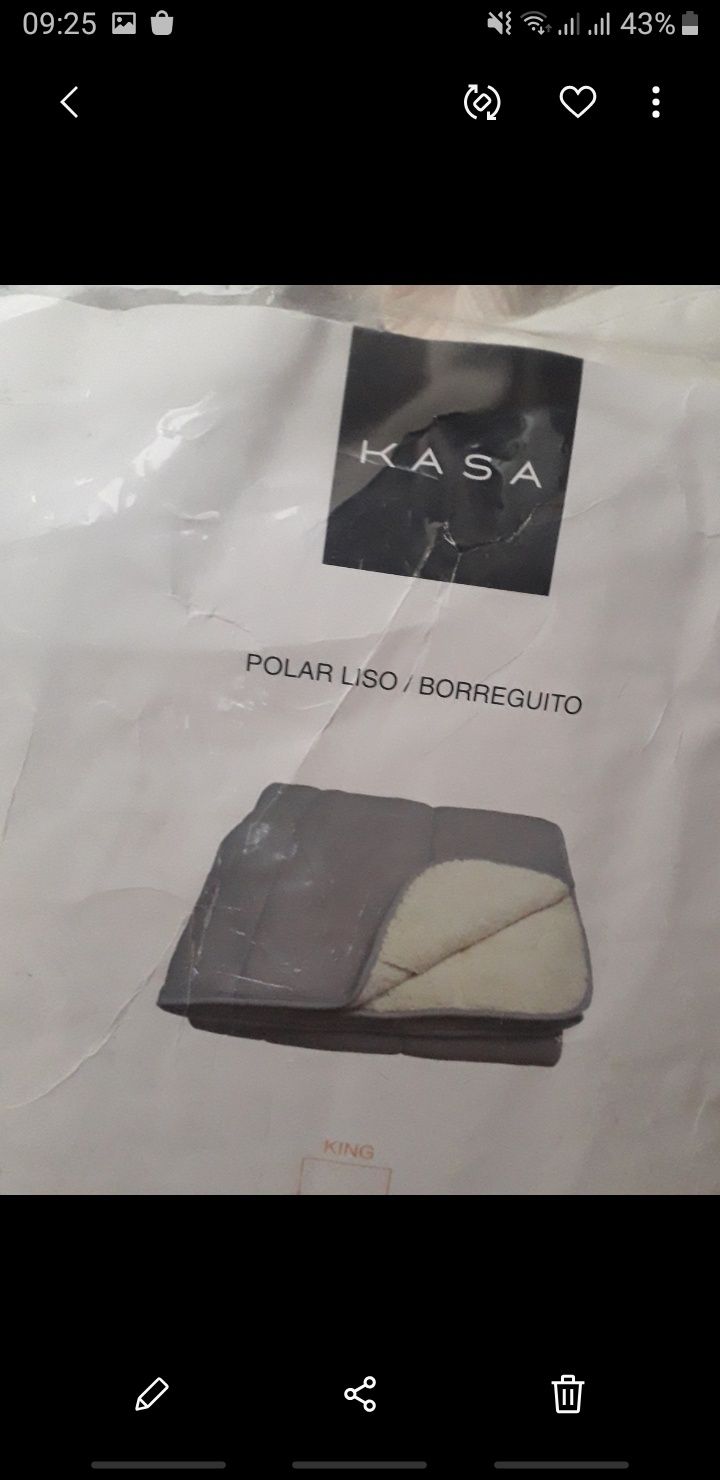 09:25
43%
KASA
POLAR LISO / BORREGUITO
KING